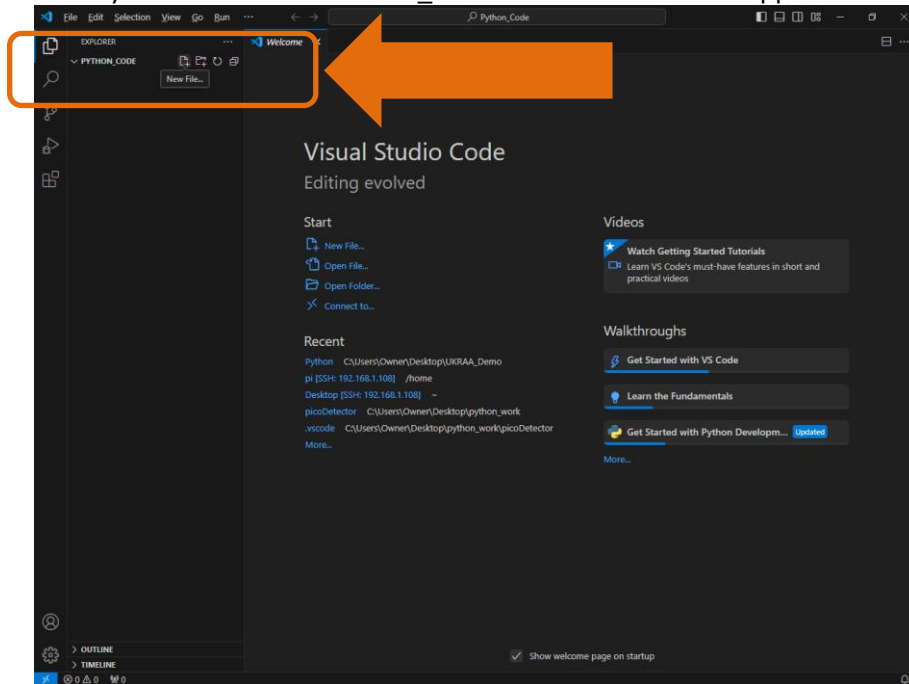 File Edit Selection View Go Run ... Python_Code
EXPLORER ... Welcome
PYTHON_CODE
New File...
Visual Studio Code
Editing evolved
Start
New File...
Open File...
Open Folder...
Connect to...
Recent
Python C:\Users\Owner\Desktop\UKRAA_Demo
pi [SSH: 192.168.1.108] /home
Desktop [SSH: 192.168.1.108] ~
picoDetector C:\Users\Owner\Desktop\python_work
.vscode C:\Users\Owner\Desktop\python_work\picoDetector
More...
Videos
Watch Getting Started Tutorials
Learn VS Code's must-have features in short and
practical videos
Walkthroughs
Get Started with VS Code
Learn the Fundamentals
Get Started with Python Developm... Updated
More...
OUTLINE
TIMELINE
Show welcome page on startup
0 0 0